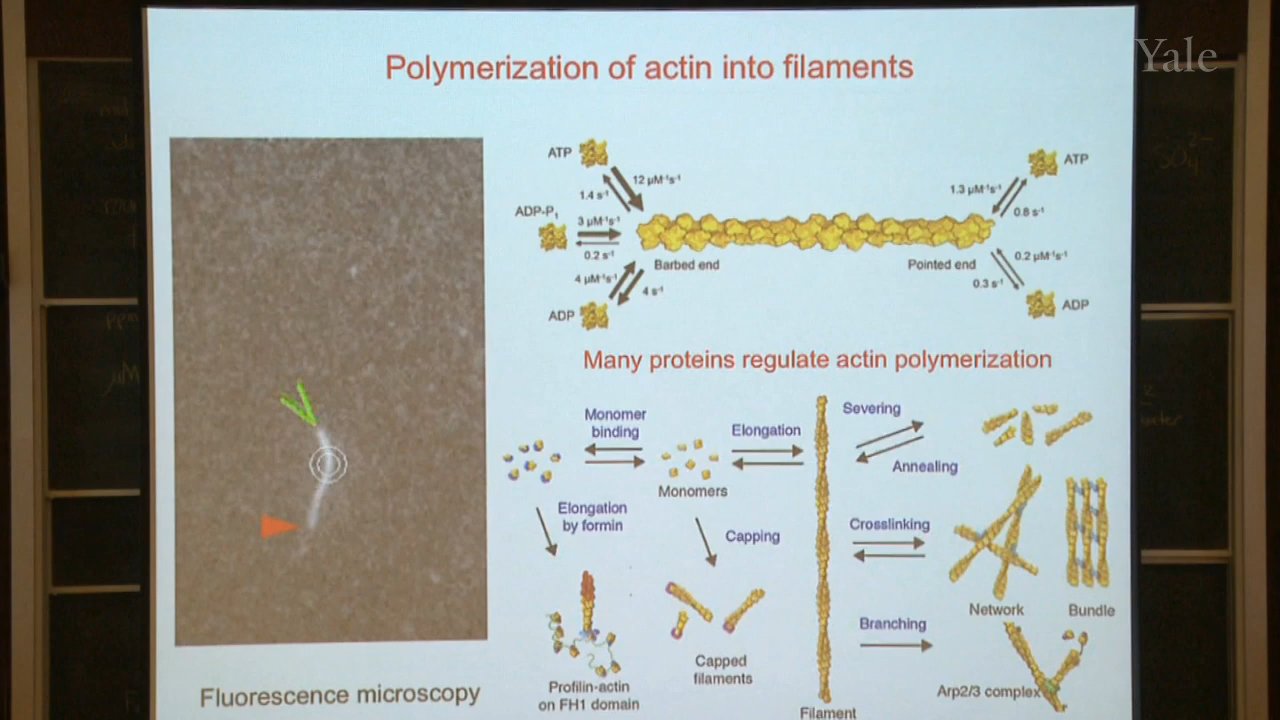 Yale
Polymerization of actin into filaments
ATP
12 µM⁻¹s⁻¹
1.4 s⁻¹
ADP-Pi
3 µM⁻¹s⁻¹
0.2 s⁻¹
4 µM⁻¹s⁻¹
4 s⁻¹
ADP
Barbed end
Pointed end
1.3 µM⁻¹s⁻¹
ATP
0.8 s⁻¹
0.2 µM⁻¹s⁻¹
0.3 s⁻¹
ADP
Many proteins regulate actin polymerization
Monomer
binding
Elongation
Monomers
Severing
Annealing
Elongation
by formin
Capping
Crosslinking
Network
Bundle
Branching
Profilin-actin
on FH1 domain
Capped
filaments
Filament
Arp2/3 complex
Fluorescence microscopy
SO₄²⁻